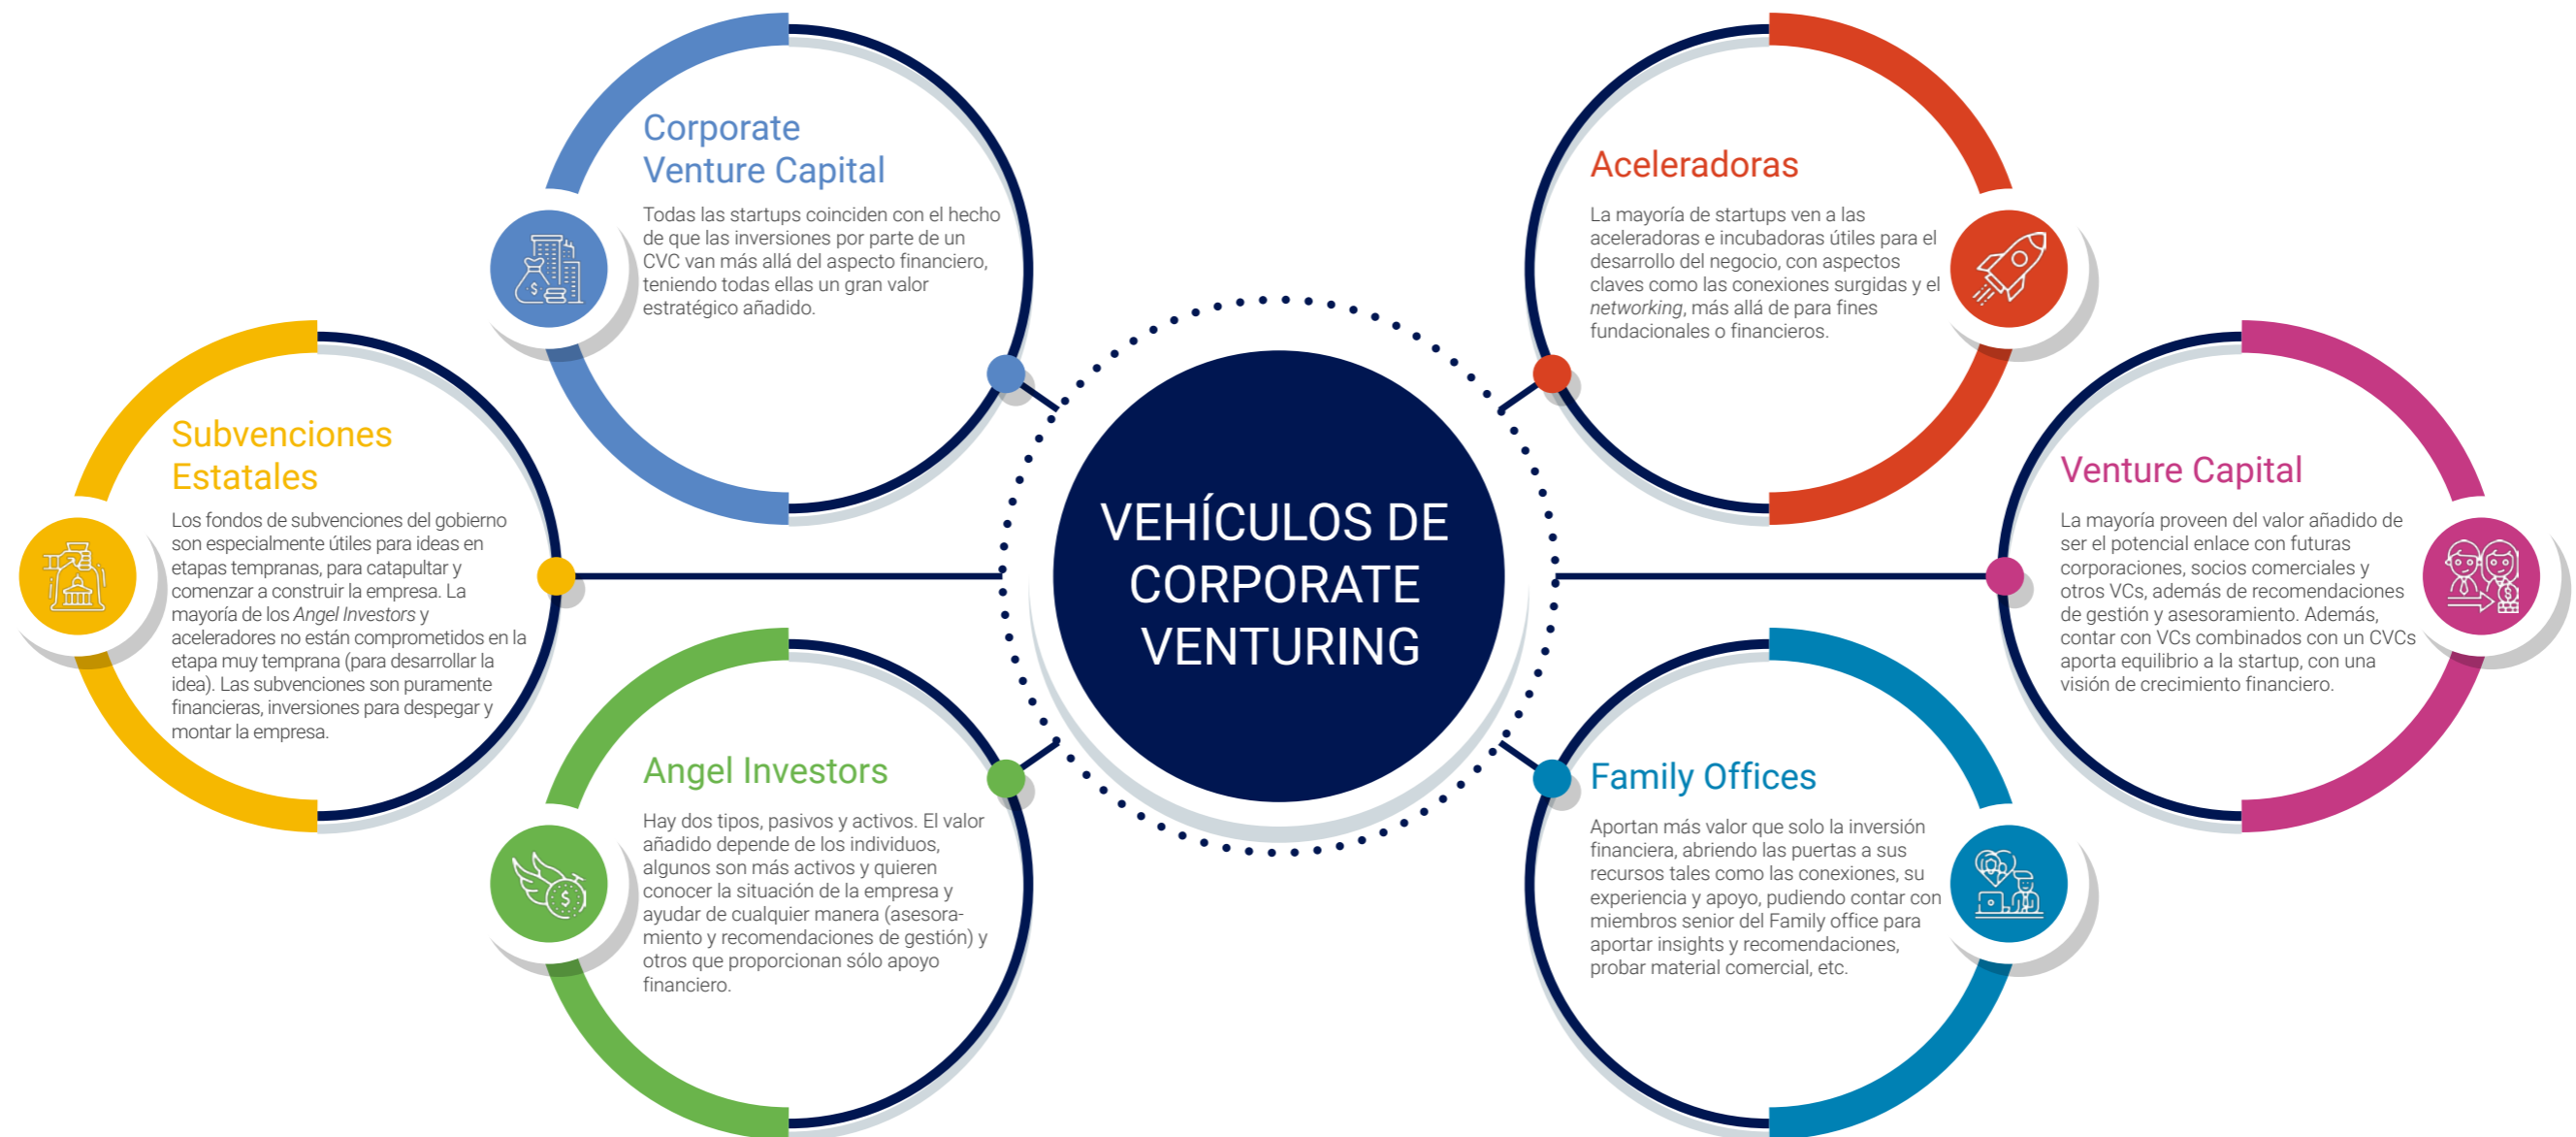 Corporate
Venture Capital
Todas las startups coinciden con el hecho
de que las inversiones por parte de un
CVC van más allá del aspecto financiero,
teniendo todas ellas un gran valor
estratégico añadido.
Aceleradoras
La mayoría de startups ven a las
aceleradoras e incubadoras útiles para el
desarrollo del negocio, con aspectos
claves como las conexiones surgidas y el
networking, más allá de para fines
fundacionales o financieros.
Subvenciones
Estatales
Los fondos de subvenciones del gobierno
son especialmente útiles para ideas en
etapas tempranas, para catapultar y
comenzar a construir la empresa. La
mayoría de los Angel Investors y
aceleradores no están comprometidos en la
etapa muy temprana (para desarrollar la
idea). Las subvenciones son puramente
financieras, inversiones para despegar y
montar la empresa.
VEHÍCULOS DE
CORPORATE
VENTURING
Venture Capital
La mayoría proveen del valor añadido de
ser el potencial enlace con futuras
corporaciones, socios comerciales y
otros VCs, además de recomendaciones
de gestión y asesoramiento. Además,
contar con VCs combinados con un CVCs
aporta equilibrio a la startup, con una
visión de crecimiento financiero.
Angel Investors
Hay dos tipos, pasivos y activos. El valor
añadido depende de los individuos,
algunos son más activos y quieren
conocer la situación de la empresa y
ayudar de cualquier manera (asesora-
miento y recomendaciones de gestión) y
otros que proporcionan sólo apoyo
financiero.
Family Offices
Aportan más valor que solo la inversión
financiera, abriendo las puertas a sus
recursos tales como las conexiones, su
experiencia y apoyo, pudiendo contar con
miembros senior del Family office para
aportar insights y recomendaciones,
probar material comercial, etc.